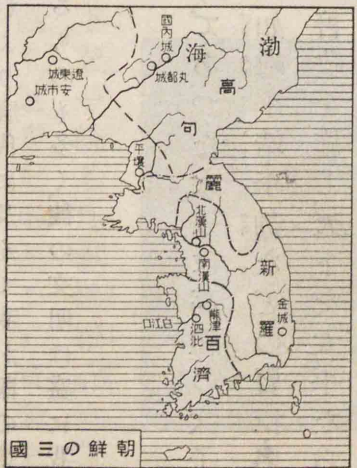 渤海
國內城
丸都城
遼東城
安市城
高句麗
平壤
北漢山
南漢山
新羅
金城
熊津
泗沘
白江口
百濟
朝鮮の三國